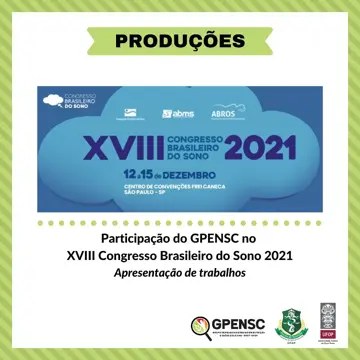 PRODUÇÕES
CONGRESSO
BRASILEIRO
DO SONO
abms
ABROS
XVIII CONGRESSO BRASILEIRO DO SONO 2021
12 A 15 DE DEZEMBRO
CENTRO DE CONVENÇÕES FREI CANECA
SÃO PAULO - SP
Participação do GPENSC no
XVIII Congresso Brasileiro do Sono 2021
Apresentação de trabalhos
GPENSC
UFOP